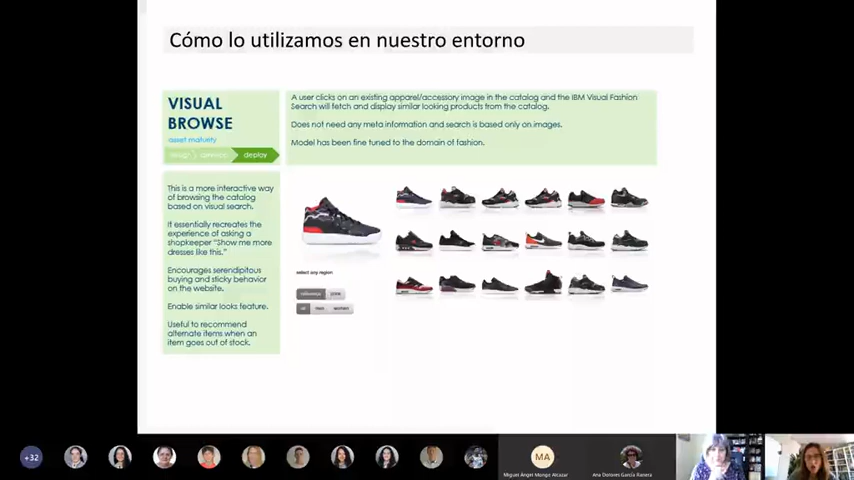 Cómo lo utilizamos en nuestro entorno
VISUAL
BROWSE
asset maturity
deploy
A user clicks on an existing apparel/accessory image in the catalog and the IBM Visual Fashion
Search will fetch and display similar looking products from the catalog.
Does not need any meta information and search is based only on images.
Model has been fine tuned to the domain of fashion.
This is a more interactive way
of browsing the catalog
based on visual search.
It essentially recreates the
experience of asking a
shopkeeper "Show me more
dresses like this."
Encourages serendipitous
buying and sticky behavior
on the website.
Enable similar looks feature.
Useful to recommend
alternate items when an
item goes out of stock.
select any region
men women
+32
MA
Miguel Ángel Monge Alcazar
Ana Dolores García